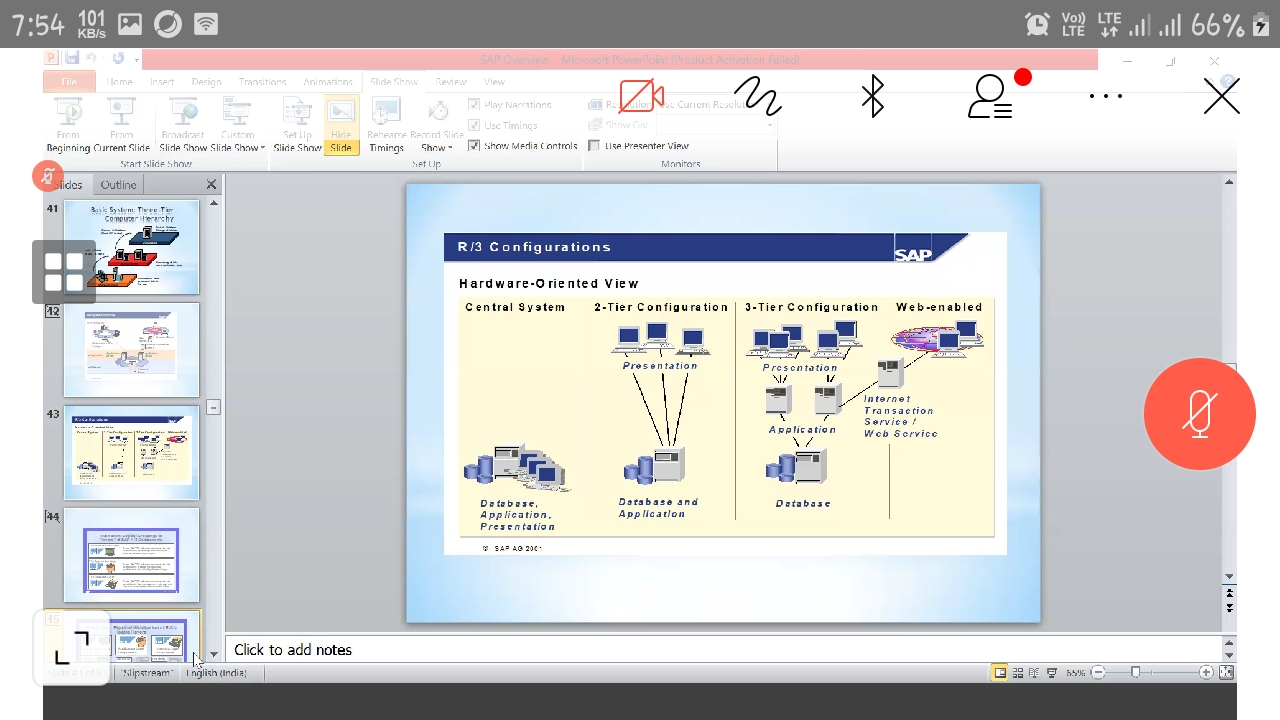 7:54 101 KB/s Vo) LTE LTE 66%
SAP Overview - Microsoft PowerPoint (Product Activation Failed)
File Home Insert Design Transitions Animations Slide Show Review View
From Beginning
From Current Slide
Broadcast Slide Show
Custom Slide Show
Set Up Slide Show
Hide Slide
Rehearse Timings
Record Slide Show
Play Narrations
Use Timings
Show Media Controls
Use Current Resolut
Show On:
Use Presenter View
Start Slide Show Set Up Monitors
Slides Outline
41
Basic System: Three-Tier
Computer Hierarchy
42
43
R/3 Configurations
44
45
R/3 Configurations
SAP
Hardware-Oriented View
Central System 2-Tier Configuration 3-Tier Configuration Web-enabled
Presentation Presentation
Internet
Transaction
Service /
Web Service
Application
Database,
Application,
Presentation
Database and
Application
Database
© SAP AG 2001
Click to add notes
"Slipstream" English (India) 65%